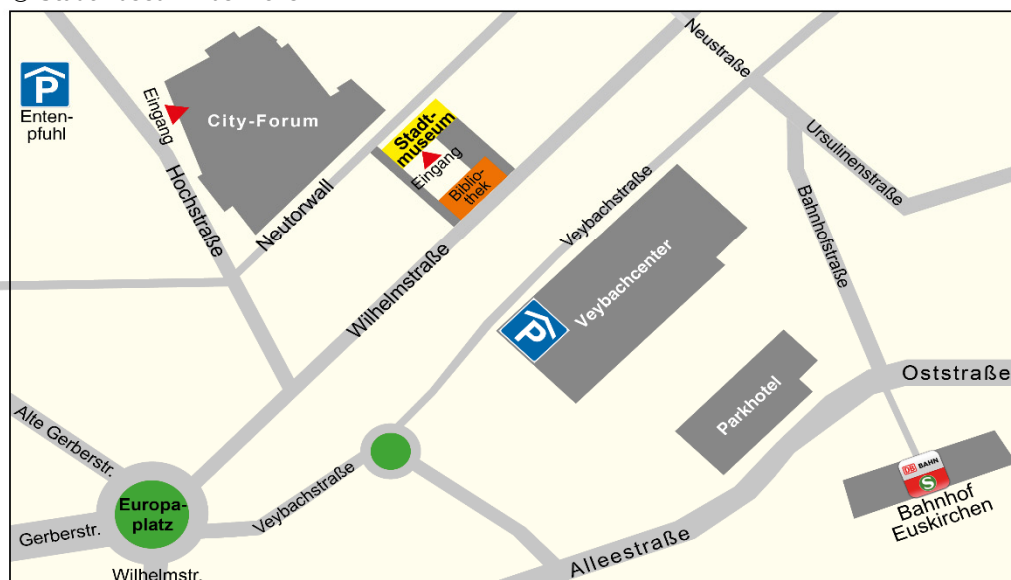 P
Enten-
pfuhl
Eingang
Hochstraße
City-Forum
Neutorwall
Stadt-
museum
Eingang
Biblio-
thek
Wilhelmstraße
Neustraße
Ursulinenstraße
Bahnhofstraße
Veybachstraße
Veybachcenter
P
Parkhotel
Oststraße
Alleestraße
DB BAHN
S
Bahnhof
Euskirchen
Alte Gerberstr.
Europa-
platz
Gerberstr.
Veybachstraße
Wilhelmstr.